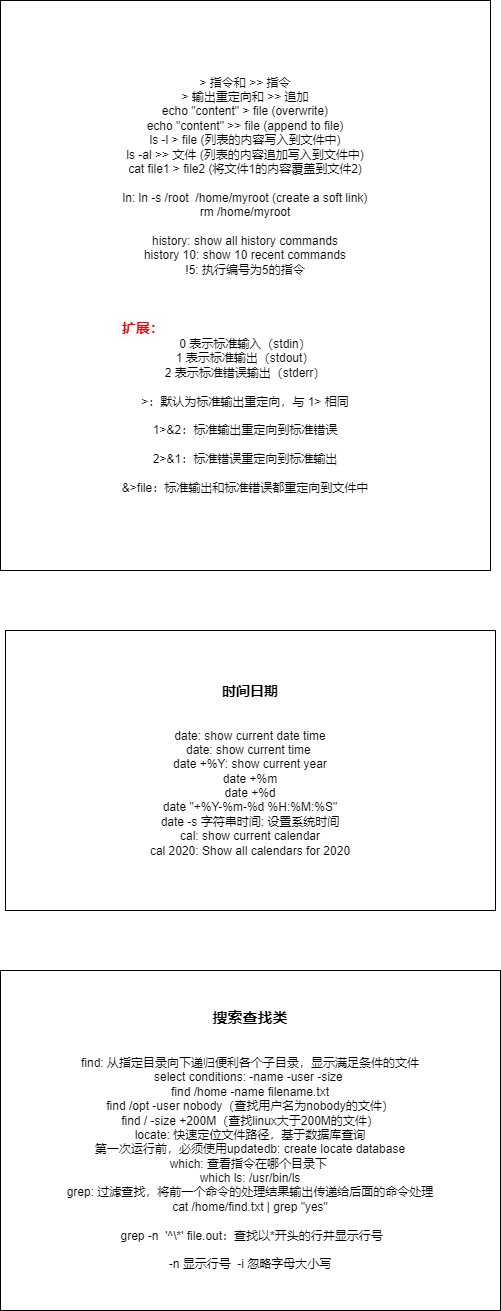 > 指令和 >> 指令
> 输出重定向和 >> 追加
echo "content" > file (overwrite)
echo "content" >> file (append to file)
ls -l > file (列表的内容写入到文件中)
ls -al >> 文件 (列表的内容追加写入到文件中)
cat file1 > file2 (将文件1的内容覆盖到文件2)
ln: ln -s /root  /home/myroot (create a soft link)
rm /home/myroot
history: show all history commands
history 10: show 10 recent commands
!5: 执行编号为5的指令
扩展：
0 表示标准输入（stdin）
1 表示标准输出（stdout）
2 表示标准错误输出（stderr）
>：默认为标准输出重定向，与 1> 相同
1>&2：标准输出重定向到标准错误
2>&1：标准错误重定向到标准输出
&>file：标准输出和标准错误都重定向到文件中
时间日期
date: show current date time
date: show current time
date +%Y: show current year
date +%m
date +%d
date "+%Y-%m-%d %H:%M:%S"
date -s 字符串时间: 设置系统时间
cal: show current calendar
cal 2020: Show all calendars for 2020
搜索查找类
find: 从指定目录向下递归便利各个子目录，显示满足条件的文件
select conditions: -name -user -size
find /home -name filename.txt
find /opt -user nobody（查找用户名为nobody的文件）
find / -size +200M（查找linux大于200M的文件）
locate: 快速定位文件路径，基于数据库查询
第一次运行前，必须使用updatedb: create locate database
which: 查看指令在哪个目录下
which ls: /usr/bin/ls
grep: 过滤查找，将前一个命令的处理结果输出传递给后面的命令处理
cat /home/find.txt | grep "yes"
grep -n  '^\*' file.out：查找以*开头的行并显示行号
-n 显示行号  -i 忽略字母大小写